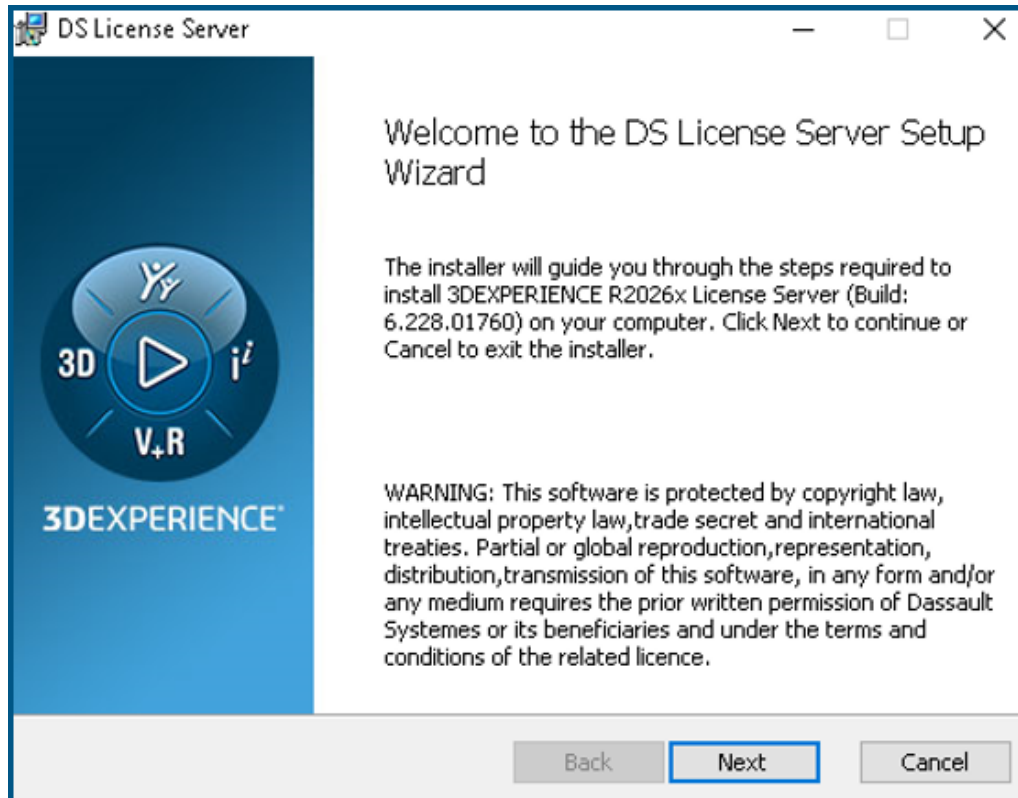 DS License Server
Welcome to the DS License Server Setup
Wizard
The installer will guide you through the steps required to
install 3DEXPERIENCE R2026x License Server (Build:
6.228.01760) on your computer. Click Next to continue or
Cancel to exit the installer.
3D
i i
V+R
3DEXPERIENCE
WARNING: This software is protected by copyright law,
intellectual property law,trade secret and international
treaties. Partial or global reproduction,representation,
distribution,transmission of this software, in any form and/or
any medium requires the prior written permission of Dassault
Systemes or its beneficiaries and under the terms and
conditions of the related licence.
Back
Next
Cancel